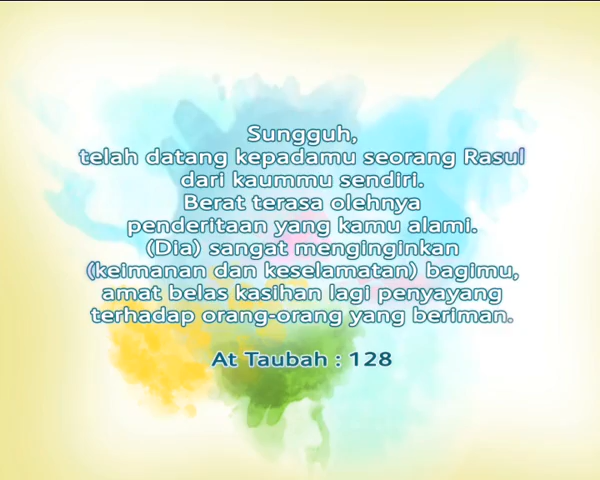 Sungguh,
telah datang kepadamu seorang Rasul
dari kaummu sendiri.
Berat terasa olehnya
penderitaan yang kamu alami.
(Dia) sangat menginginkan
(keimanan dan keselamatan) bagimu,
amat belas kasihan lagi penyayang
terhadap orang-orang yang beriman.
At Taubah : 128